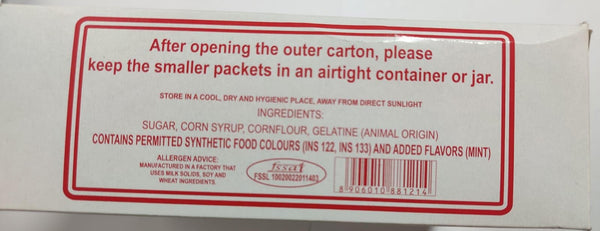 After opening the outer carton, please
keep the smaller packets in an airtight container or jar.
STORE IN A COOL, DRY AND HYGIENIC PLACE, AWAY FROM DIRECT SUNLIGHT
INGREDIENTS:
SUGAR, CORN SYRUP, CORNFLOUR, GELATINE (ANIMAL ORIGIN)
CONTAINS PERMITTED SYNTHETIC FOOD COLOURS (INS 122, INS 133) AND ADDED FLAVORS (MINT)
ALLERGEN ADVICE:
MANUFACTURED IN A FACTORY THAT
USES MILK SOLIDS, SOY AND
WHEAT INGREDIENTS.
fssai
FSSL 10020022011403
8 906010 881214